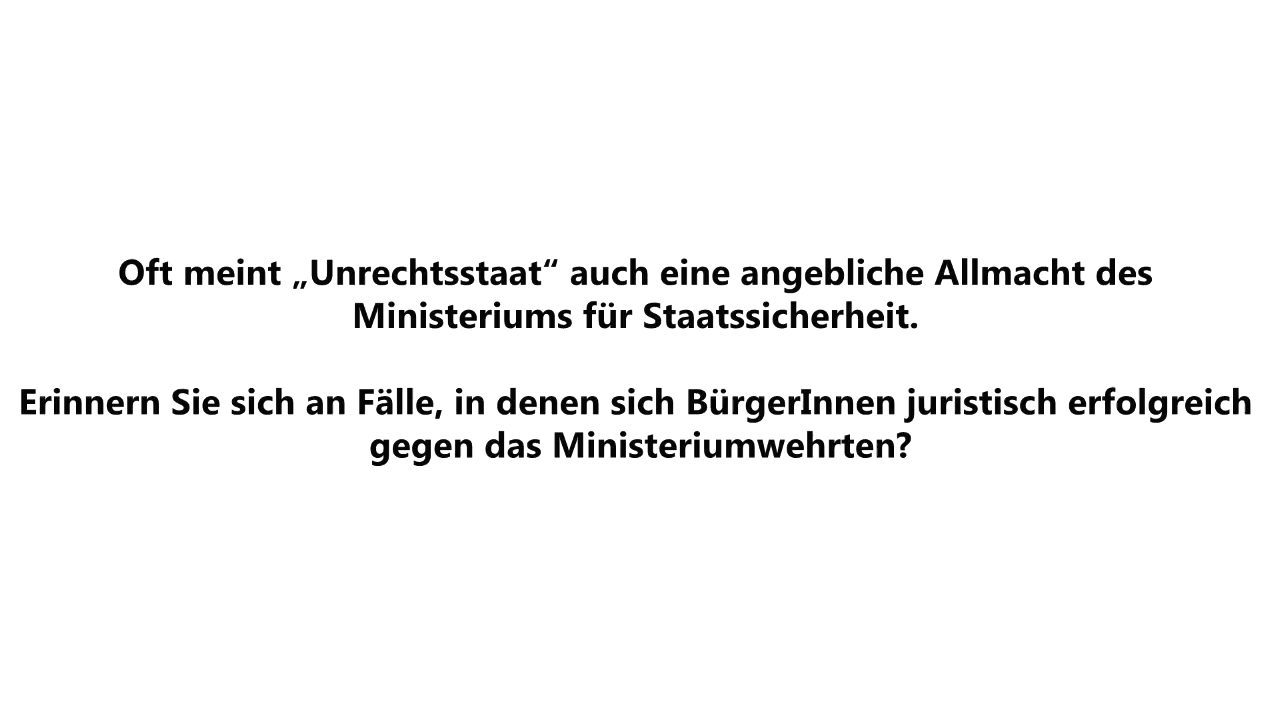 Oft meint „Unrechtsstaat“ auch eine angebliche Allmacht des
Ministeriums für Staatssicherheit.
Erinnern Sie sich an Fälle, in denen sich BürgerInnen juristisch erfolgreich
gegen das Ministeriumwehrten?